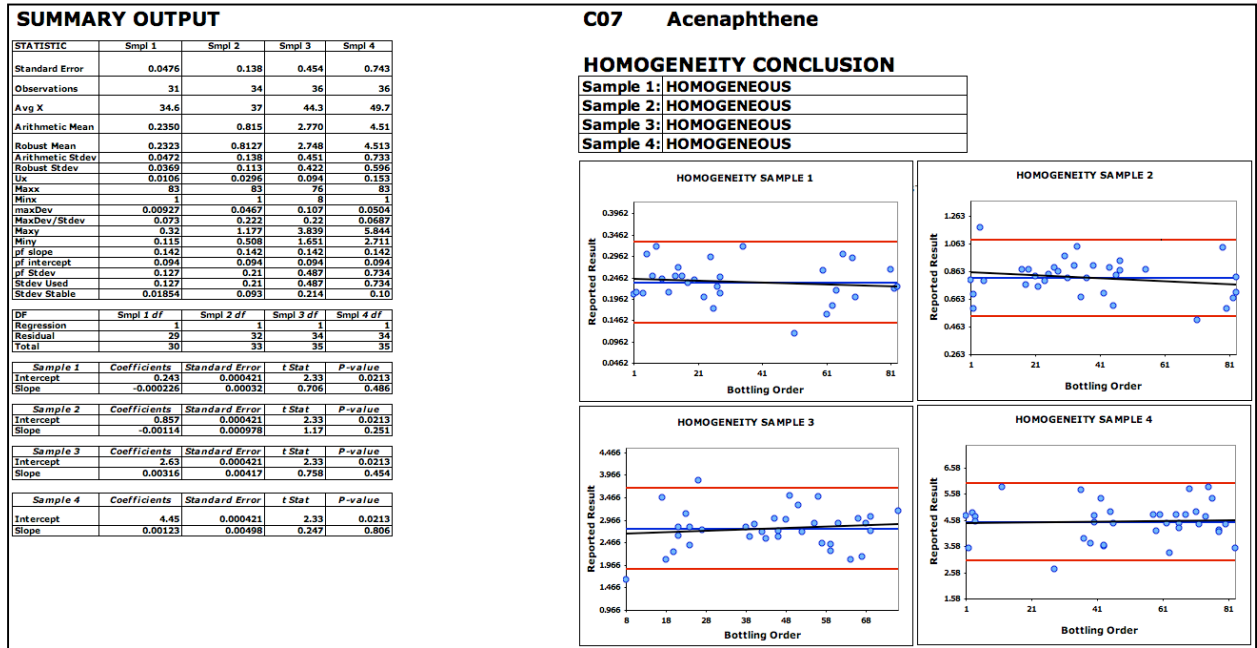 SUMMARY OUTPUT
STATISTIC Smpl 1 Smpl 2 Smpl 3 Smpl 4
Standard Error 0.0476 0.138 0.454 0.743
Observations 31 34 36 36
Avg X 34.6 37 44.3 49.7
Arithmetic Mean 0.2350 0.815 2.770 4.51
Robust Mean 0.2323 0.8127 2.748 4.513
Arithmetic Stdev 0.0472 0.138 0.451 0.733
Robust Stdev 0.0369 0.113 0.422 0.596
Ux 0.0106 0.0296 0.094 0.153
Maxx 83 83 76 83
Minx 1 1 8 1
maxDev 0.00927 0.0467 0.107 0.0504
MaxDev/Stdev 0.073 0.222 0.22 0.0687
Maxy 0.32 1.177 3.839 5.844
Miny 0.115 0.508 1.651 2.711
pf slope 0.142 0.142 0.142 0.142
pf intercept 0.094 0.094 0.094 0.094
pf Stdev 0.127 0.21 0.487 0.734
Stdev Used 0.127 0.21 0.487 0.734
Stdev Stable 0.01854 0.093 0.214 0.10
DF Smpl 1 df Smpl 2 df Smpl 3 df Smpl 4 df
Regression 1 1 1 1
Residual 29 32 34 34
Total 30 33 35 35
Sample 1 Coefficients Standard Error t Stat P-value
Intercept 0.243 0.000421 2.33 0.0213
Slope -0.000226 0.00032 0.706 0.486
Sample 2 Coefficients Standard Error t Stat P-value
Intercept 0.857 0.000421 2.33 0.0213
Slope -0.00114 0.000978 1.17 0.251
Sample 3 Coefficients Standard Error t Stat P-value
Intercept 2.63 0.000421 2.33 0.0213
Slope 0.00316 0.00417 0.758 0.454
Sample 4 Coefficients Standard Error t Stat P-value
Intercept 4.45 0.000421 2.33 0.0213
Slope 0.00123 0.00498 0.247 0.806
C07 Acenaphthene
HOMOGENEITY CONCLUSION
Sample 1: HOMOGENEOUS
Sample 2: HOMOGENEOUS
Sample 3: HOMOGENEOUS
Sample 4: HOMOGENEOUS
HOMOGENEITY SAMPLE 1
Reported Result
0.3962
0.3462
0.2962
0.2462
0.1962
0.1462
0.0962
0.0462
1 21 41 61 81
Bottling Order
HOMOGENEITY SAMPLE 2
Reported Result
1.263
1.063
0.863
0.663
0.463
0.263
1 21 41 61 81
Bottling Order
HOMOGENEITY SAMPLE 3
Reported Result
4.466
3.966
3.466
2.966
2.466
1.966
1.466
0.966
8 18 28 38 48 58 68
Bottling Order
HOMOGENEITY SAMPLE 4
Reported Result
6.58
5.58
4.58
3.58
2.58
1.58
1 21 41 61 81
Bottling Order